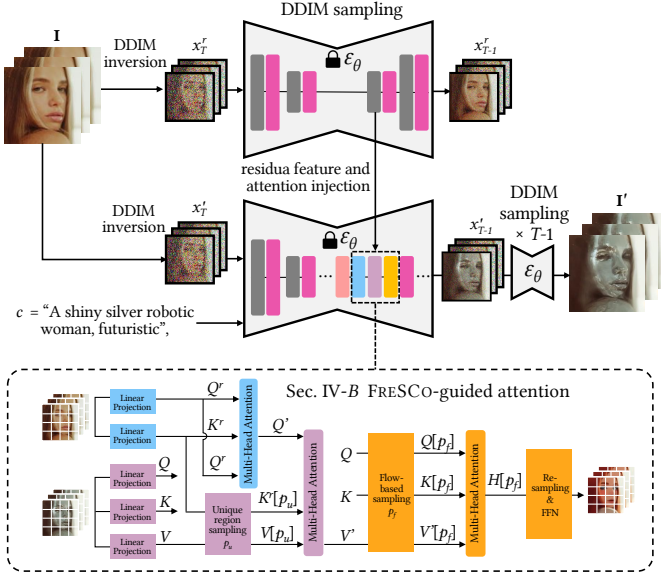 DDIM sampling
I
DDIM
inversion
x^r_T
ε_θ
x^r_{T-1}
residua feature and
attention injection
DDIM
inversion
x'_T
ε_θ
x'_{T-1}
DDIM
sampling
× T-1
ε_θ
I'
c = “A shiny silver robotic
woman, futuristic”,
Sec. IV-B FRESCO-guided attention
Linear
Projection
Linear
Projection
Q^r
K^r
Q^r
Multi-Head Attention
Q'
Linear
Projection
Q
Linear
Projection
K
Linear
Projection
V
Unique
region
sampling
p_u
K^r[p_u]
V[p_u]
Multi-Head Attention
V'
Q
K
Flow-
based
sampling
p_f
Q[p_f]
K[p_f]
V'[p_f]
Multi-Head Attention
H[p_f]
Re-
sampling
&
FFN